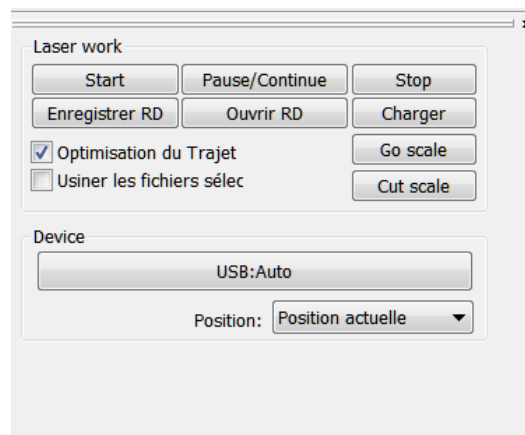 Laser work
Start Pause/Continue Stop
Enregistrer RD Ouvrir RD Charger
Optimisation du Trajet Go scale
Usiner les fichiers sélec Cut scale
Device
USB:Auto
Position: Position actuelle